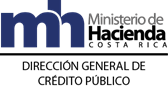 mh Ministerio de
Hacienda
COSTA RICA
DIRECCIÓN GENERAL DE
CRÉDITO PÚBLICO